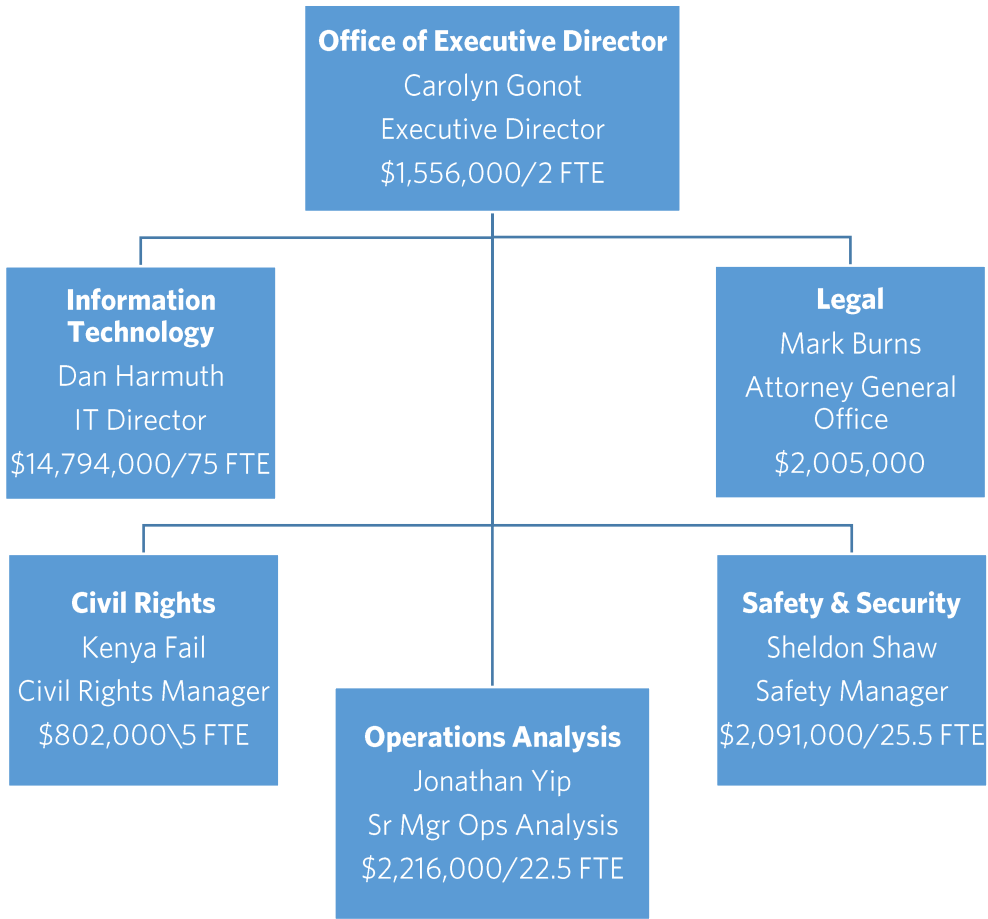 Office of Executive Director
Carolyn Gonot
Executive Director
$1,556,000/2 FTE
Information
Technology
Dan Harmuth
IT Director
$14,794,000/75 FTE
Legal
Mark Burns
Attorney General
Office
$2,005,000
Civil Rights
Kenya Fail
Civil Rights Manager
$802,000\5 FTE
Operations Analysis
Jonathan Yip
Sr Mgr Ops Analysis
$2,216,000/22.5 FTE
Safety & Security
Sheldon Shaw
Safety Manager
$2,091,000/25.5 FTE